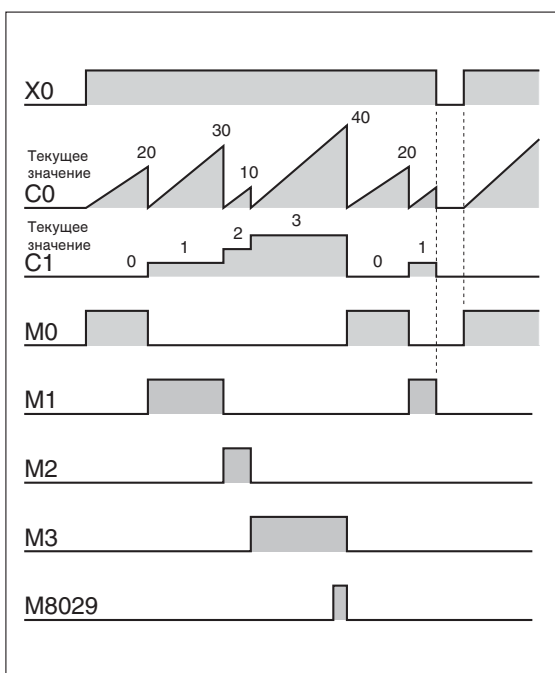 X0
40
30
Текущее
значение
20
20
10
C0
Текущее
значение
3
2
1
1
0
0
C1
M0
M1
M2
M3
M8029